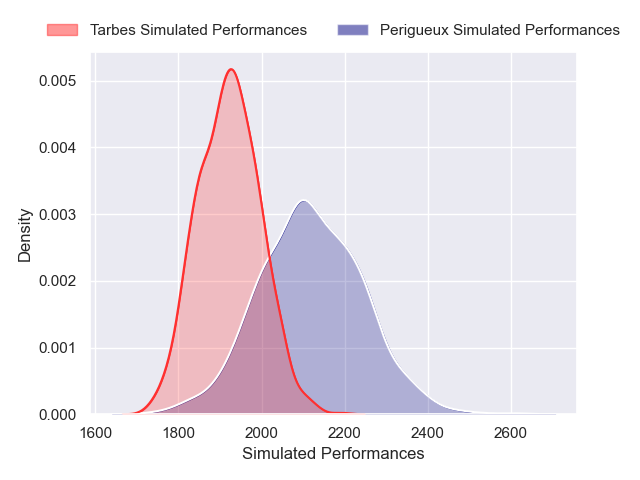 Tarbes Simulated Performances Perigueux Simulated Performances
0.005
0.004
0.003
0.002
0.001
0.000
Density
1600 1800 2000 2200 2400 2600
Simulated Performances